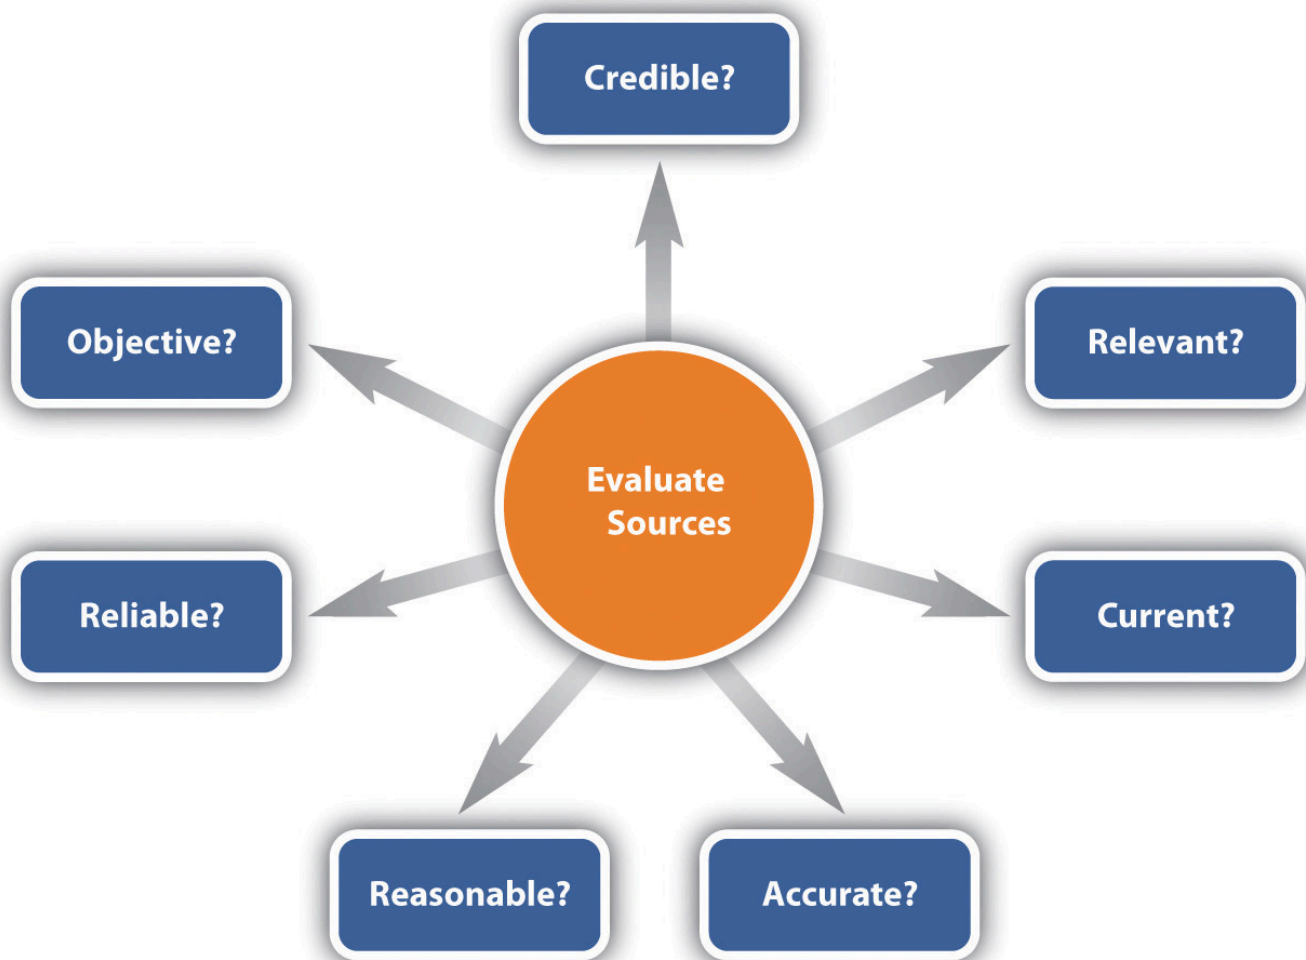 Credible?
Objective?
Relevant?
Evaluate
Sources
Reliable?
Current?
Reasonable?
Accurate?